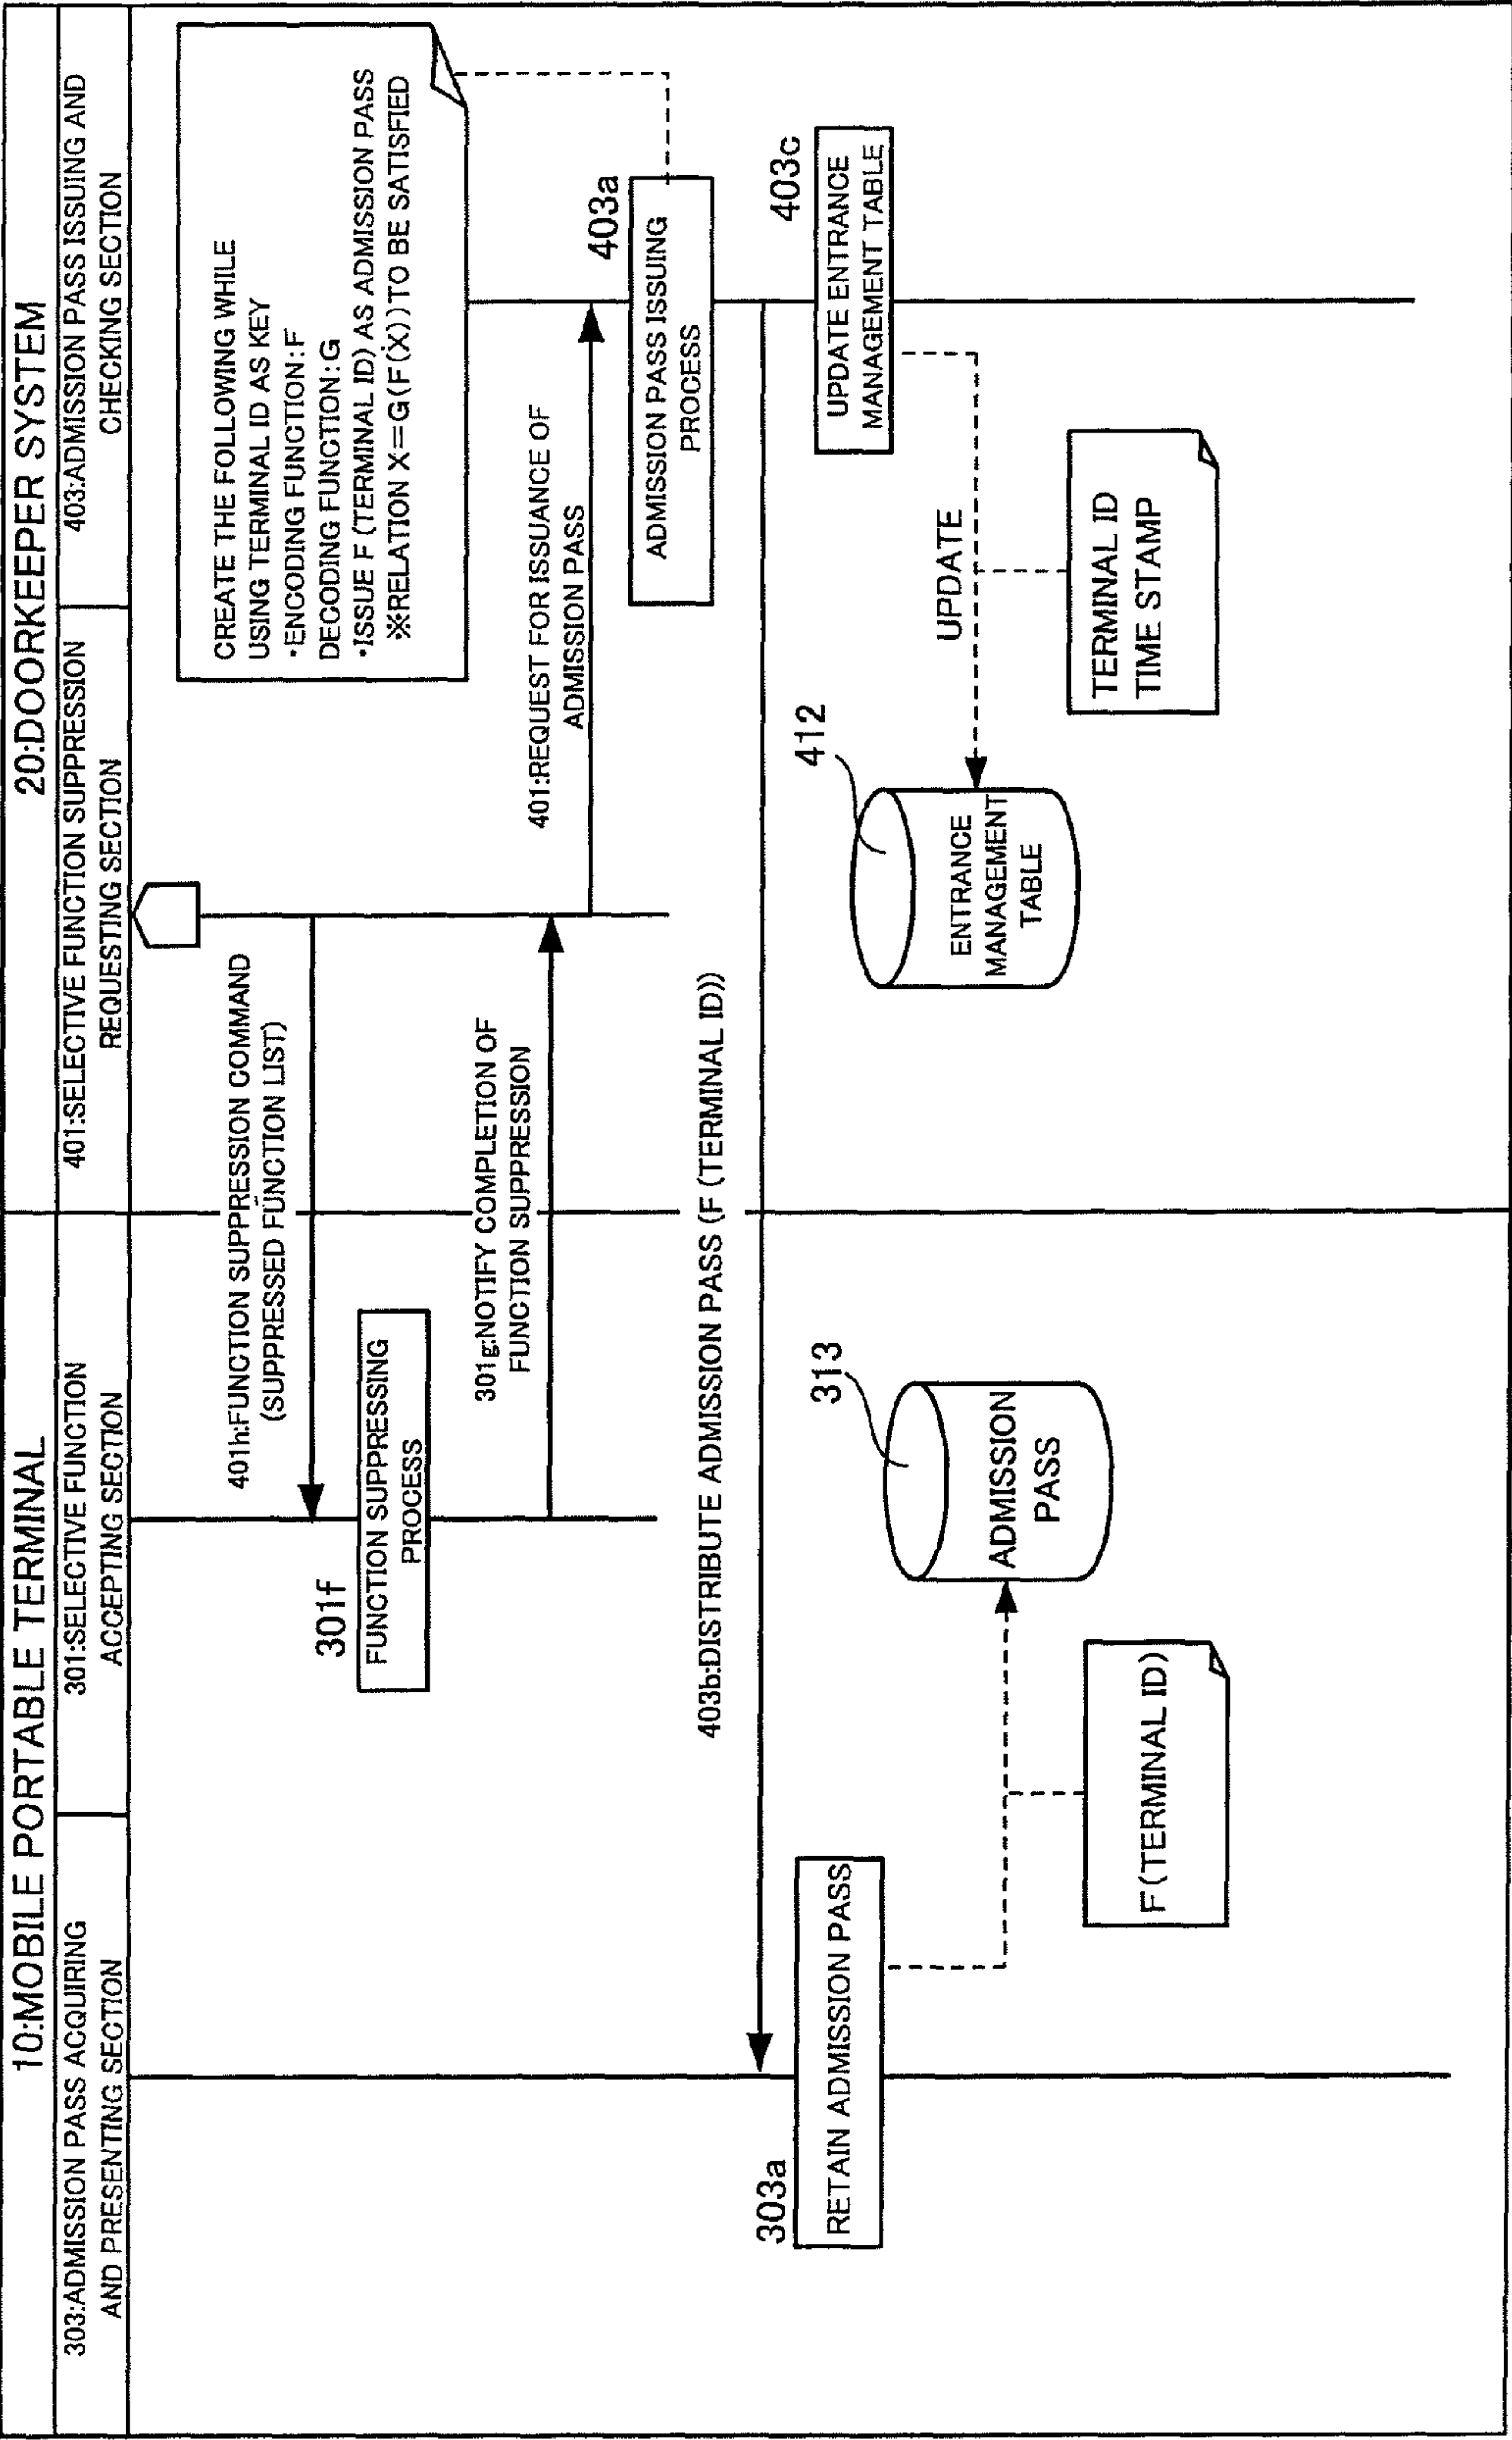 10:MOBILE PORTABLE TERMINAL
20:DOORKEEPER SYSTEM
303:ADMISSION PASS ACQUIRING
AND PRESENTING SECTION
301:SELECTIVE FUNCTION
ACCEPTING SECTION
401:SELECTIVE FUNCTION SUPPRESSION
REQUESTING SECTION
403:ADMISSION PASS ISSUING AND
CHECKING SECTION
CREATE THE FOLLOWING WHILE
USING TERMINAL ID AS KEY
・ENCODING FUNCTION:F
DECODING FUNCTION:G
・ISSUE F (TERMINAL ID) AS ADMISSION PASS
※RELATION X=G(F(X)) TO BE SATISFIED
401h:FUNCTION SUPPRESSION COMMAND
(SUPPRESSED FUNCTION LIST)
301f
FUNCTION SUPPRESSING
PROCESS
301g:NOTIFY COMPLETION OF
FUNCTION SUPPRESSION
401:REQUEST FOR ISSUANCE OF
ADMISSION PASS
403a
ADMISSION PASS ISSUING
PROCESS
403b:DISTRIBUTE ADMISSION PASS (F (TERMINAL ID))
303a
RETAIN ADMISSION PASS
313
ADMISSION
PASS
F(TERMINAL ID)
403c
UPDATE ENTRANCE
MANAGEMENT TABLE
412
ENTRANCE
MANAGEMENT
TABLE
UPDATE
TERMINAL ID
TIME STAMP